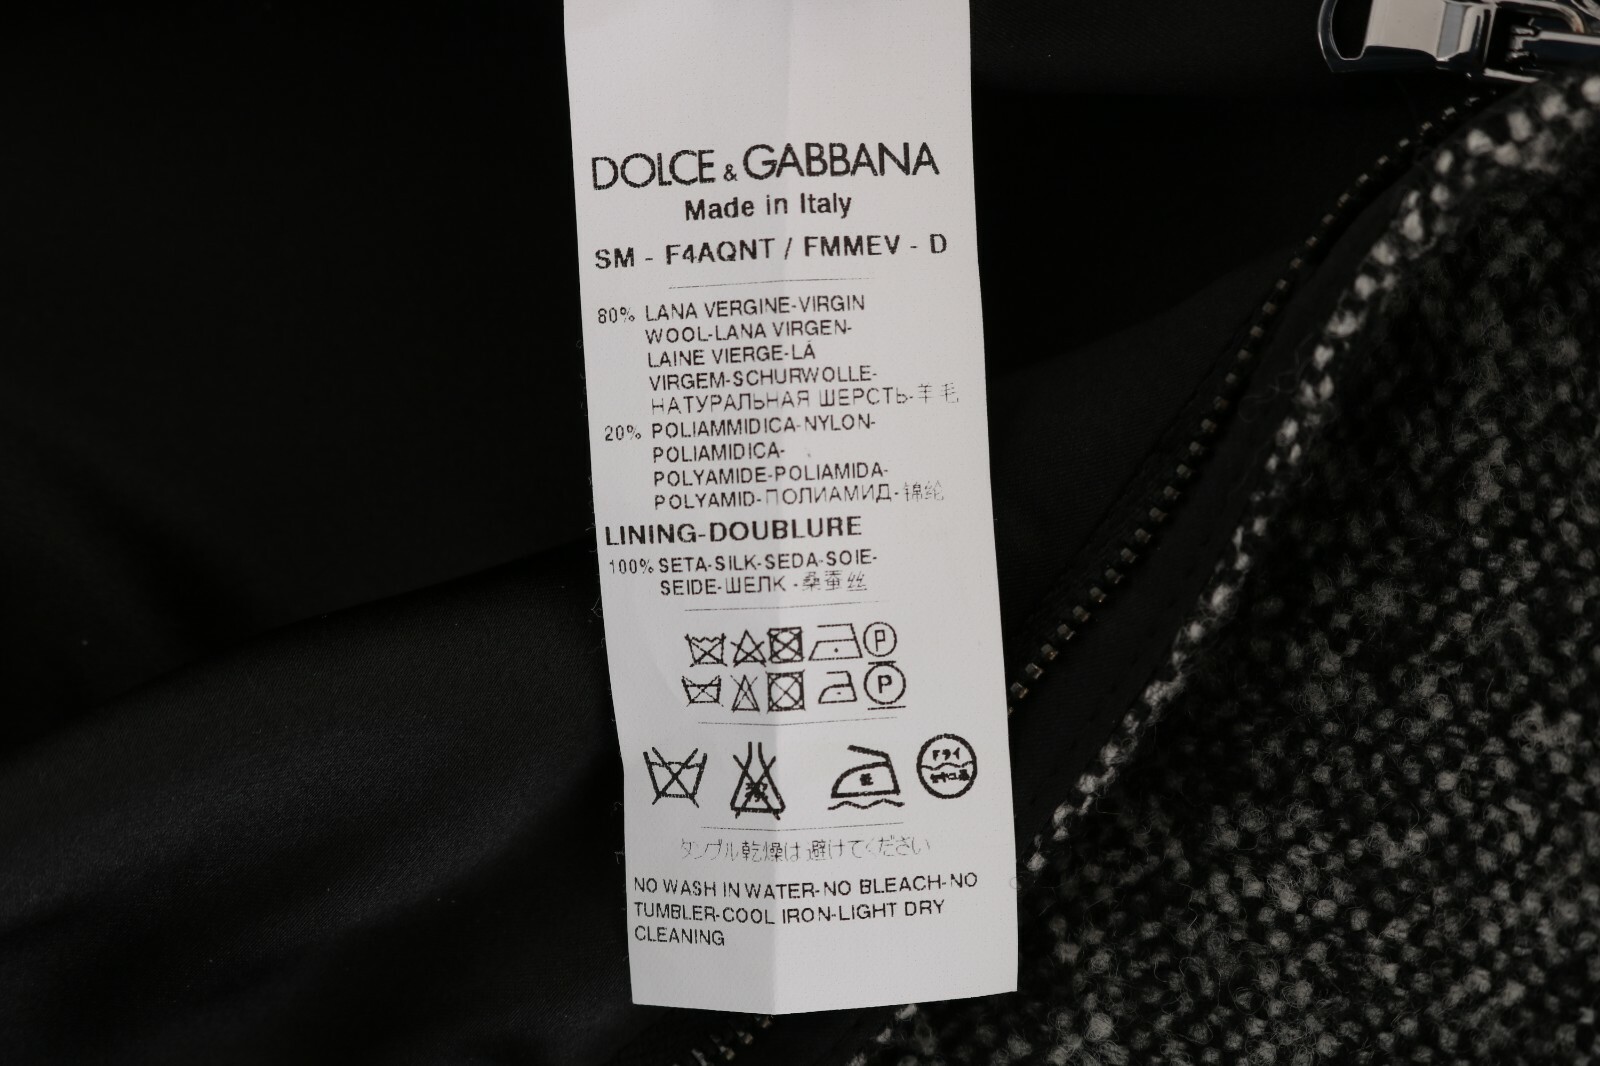 DOLCE & GABBANA
Made in Italy
SM - F4AQNT / FMMEV - D
80% LANA VERGINE-VIRGIN
WOOL-LANA VIRGEN-
LAINE VIERGE-LÃ
VIRGEM-SCHURWOLLE-
НАТУРАЛЬНАЯ ШЕРСТЬ-羊毛
20% POLIAMMIDICA-NYLON-
POLIAMIDICA-
POLYAMIDE-POLIAMIDA-
POLYAMID-ПОЛИАМИД-锦纶
LINING-DOUBLURE
100% SETA-SILK-SEDA-SOIE-
SEIDE-ШЕЛК -桑蚕丝
P
P
ドライ
タンブル乾燥は避けてください
NO WASH IN WATER-NO BLEACH-NO
TUMBLER-COOL IRON-LIGHT DRY
CLEANING